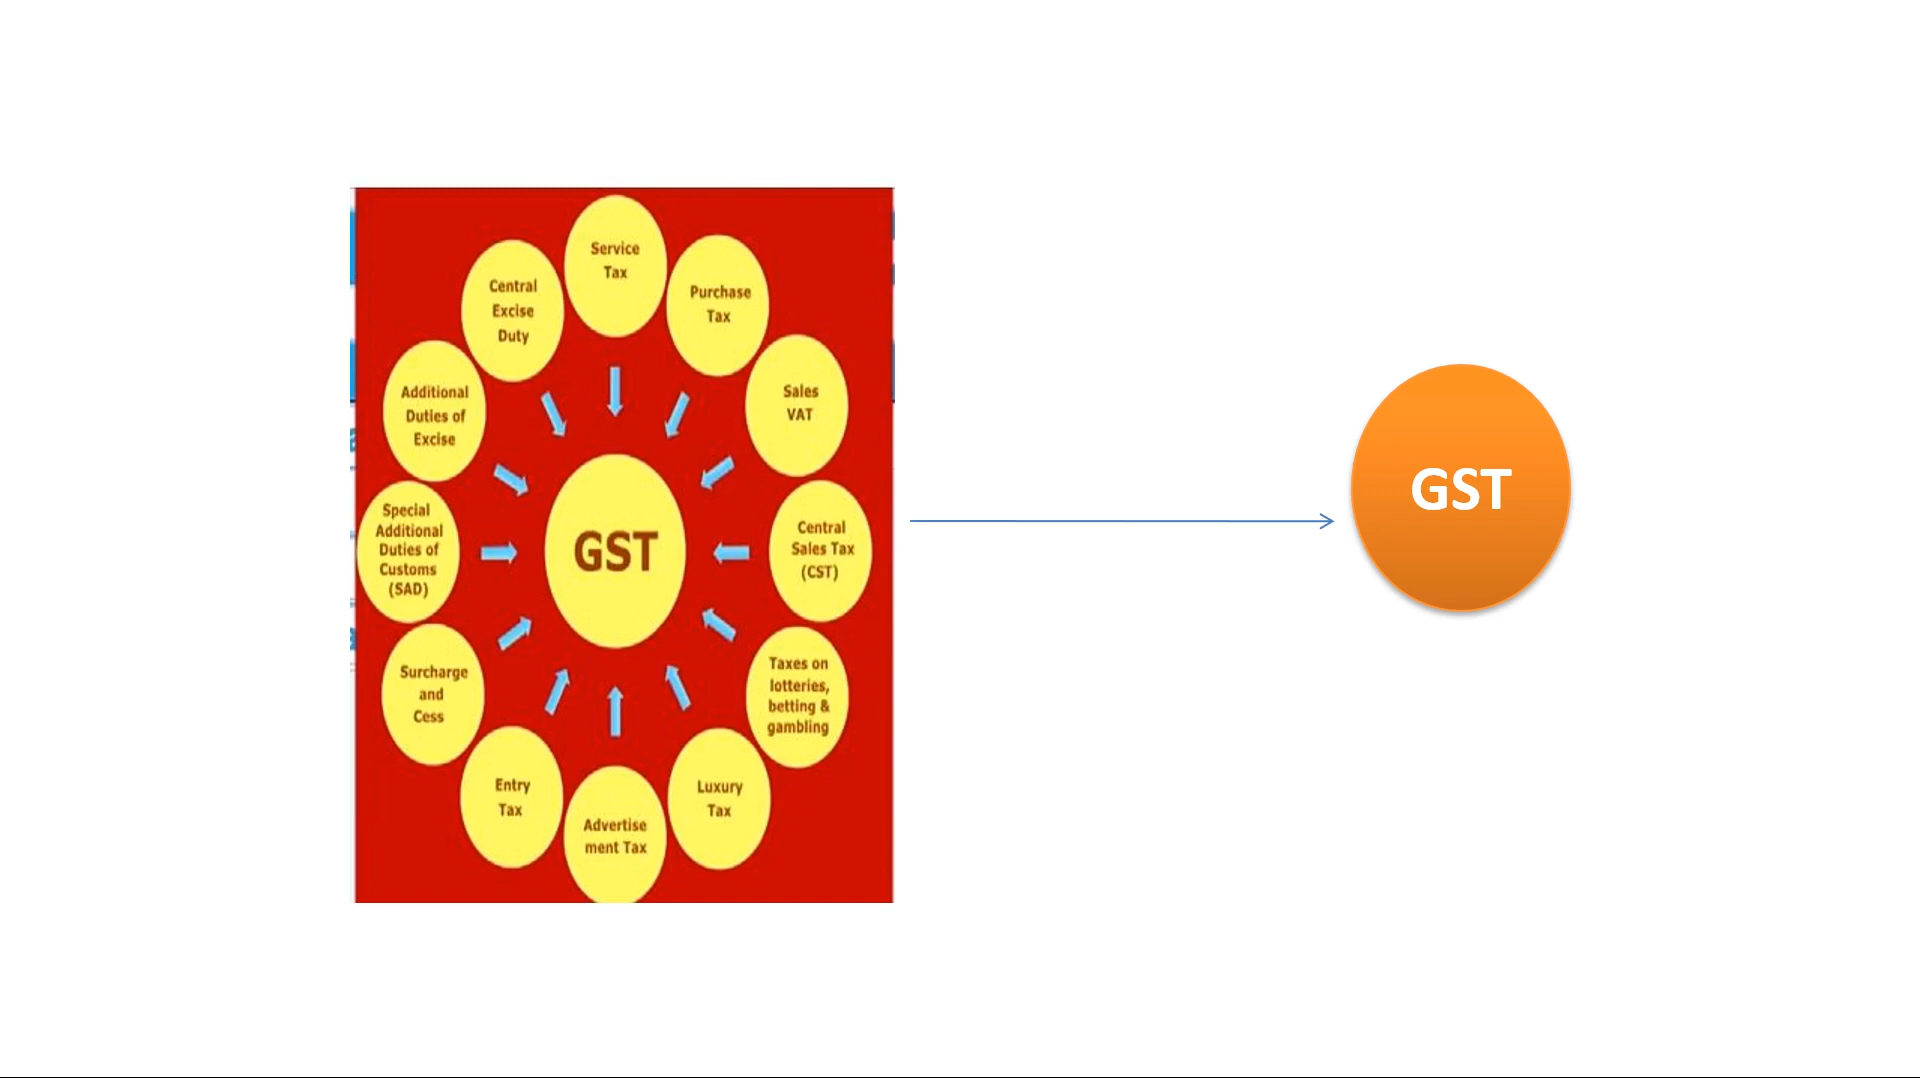 Service
Tax
Purchase
Tax
Sales
VAT
Central
Sales Tax
(CST)
Taxes on
lotteries,
betting &
gambling
Luxury
Tax
Advertise
ment Tax
Entry
Tax
Surcharge
and
Cess
Special
Additional
Duties of
Customs
(SAD)
Additional
Duties of
Excise
Central
Excise
Duty
GST
GST